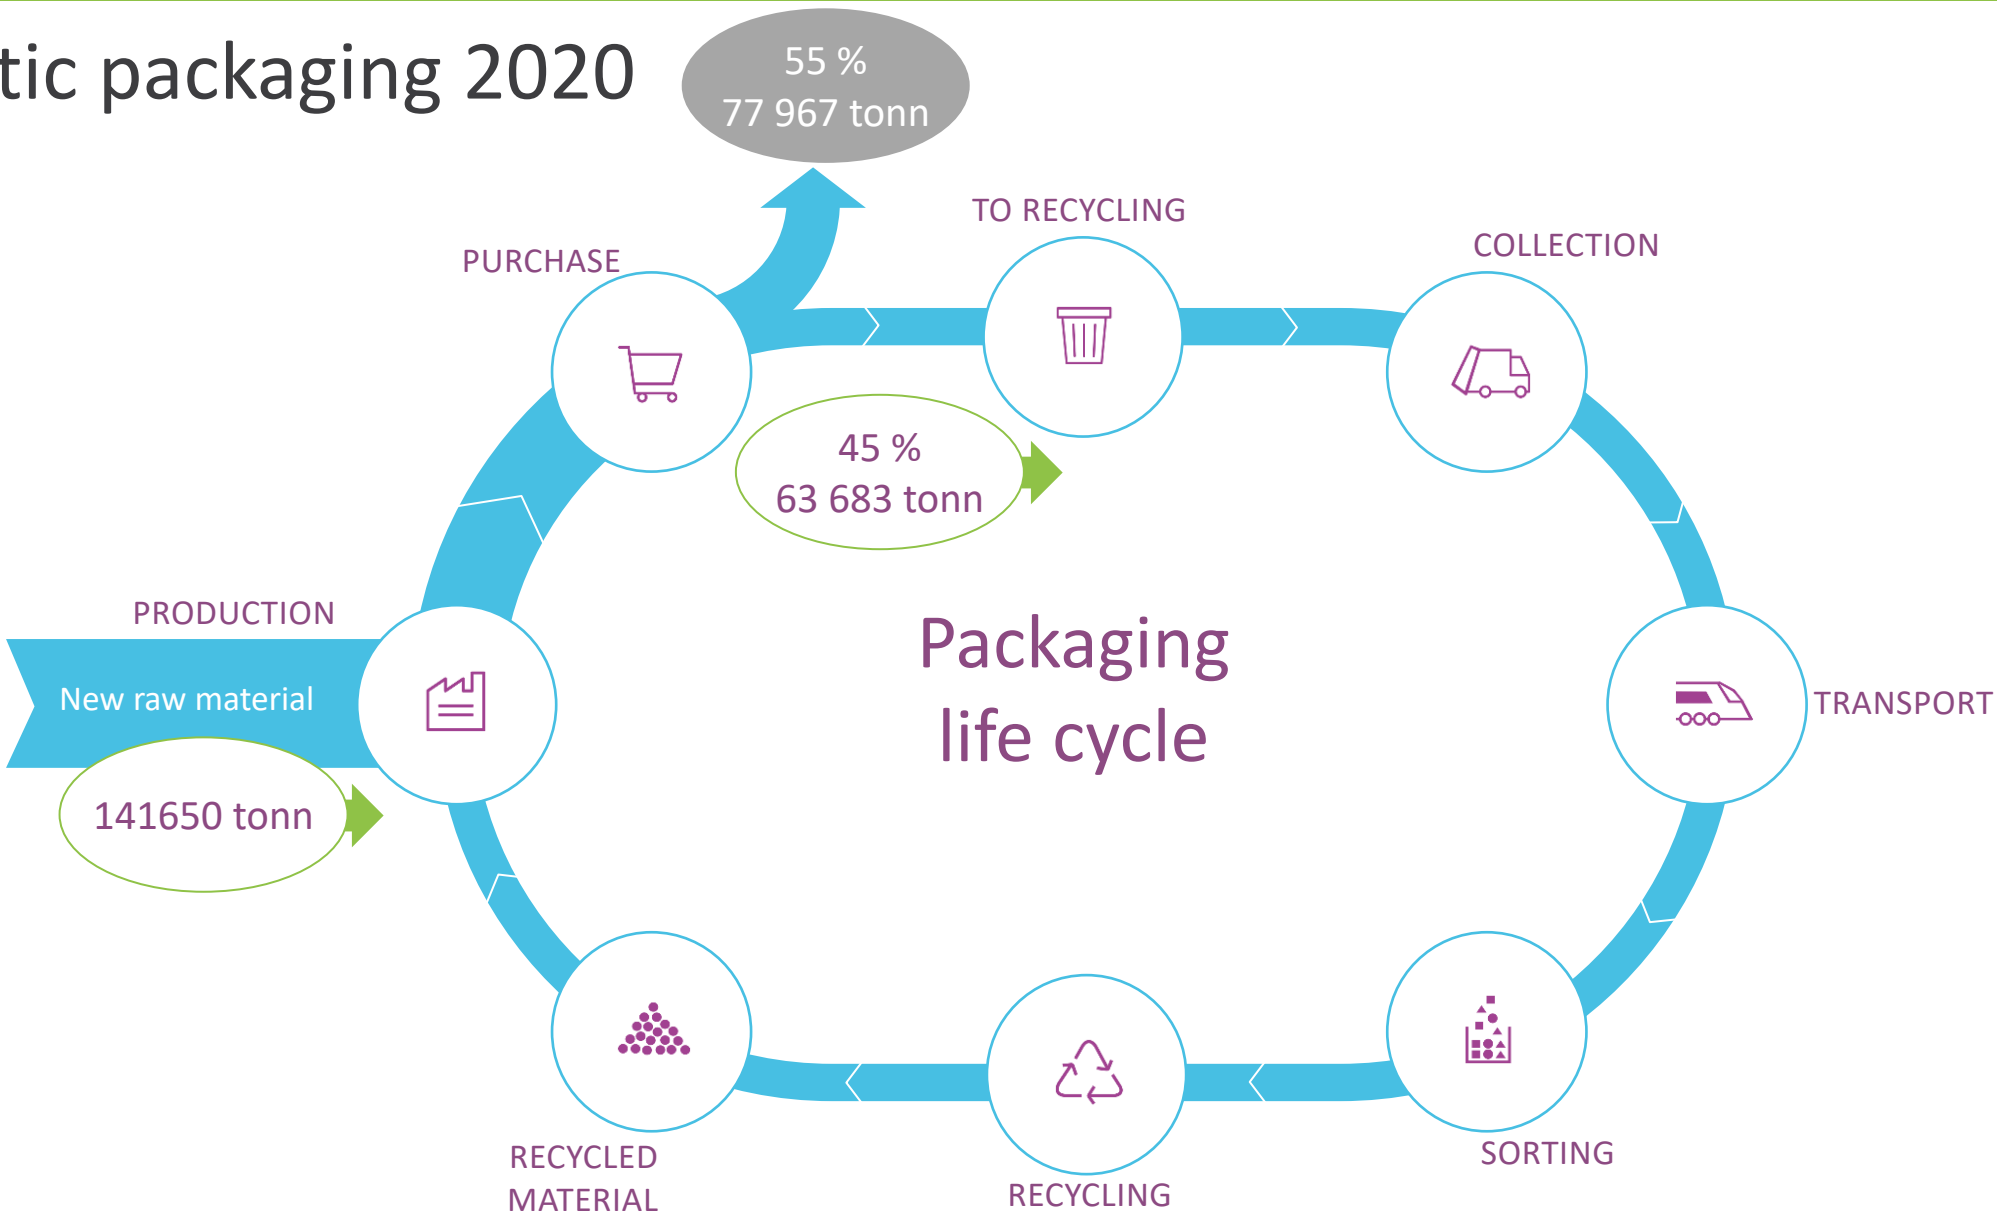 tic packaging 2020
55 %
77 967 tonn
TO RECYCLING
COLLECTION
PURCHASE
45 %
63 683 tonn
PRODUCTION
New raw material
141650 tonn
Packaging
life cycle
TRANSPORT
SORTING
RECYCLED
MATERIAL
RECYCLING